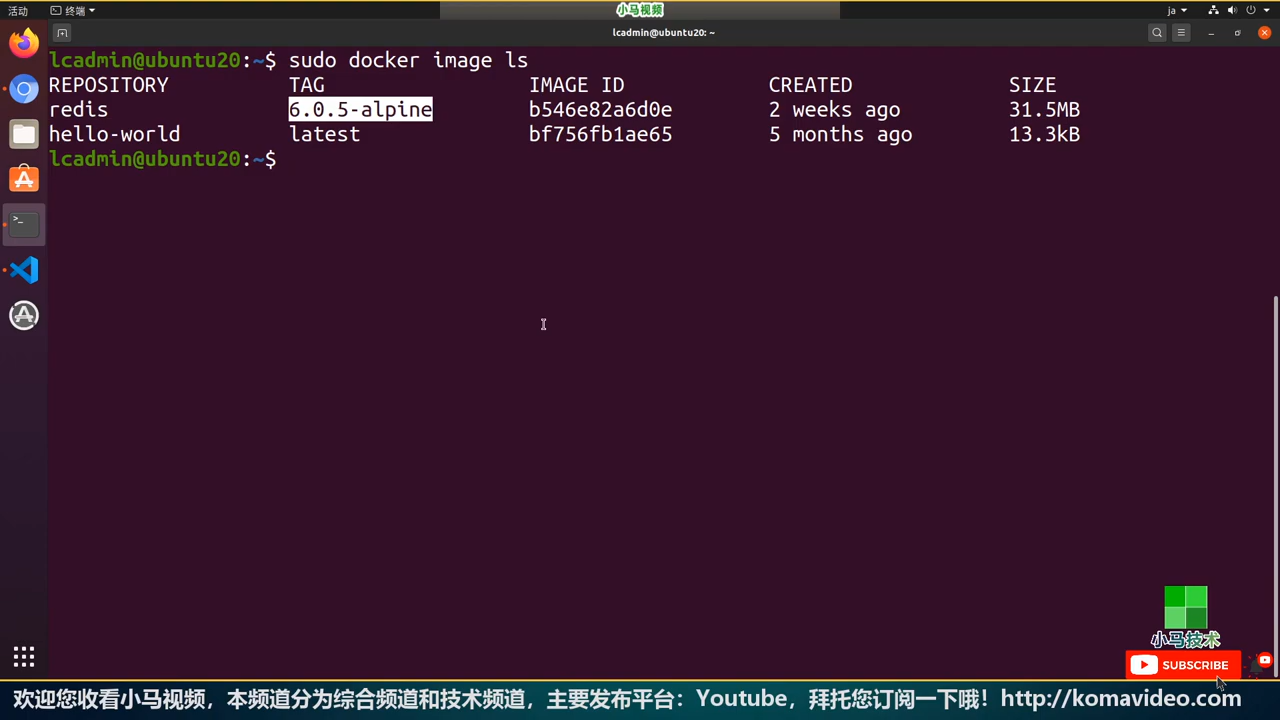 活动
终端
小马视频
ja
lcadmin@ubuntu20: ~
lcadmin@ubuntu20:~$ sudo docker image ls
REPOSITORY TAG IMAGE ID CREATED SIZE
redis 6.0.5-alpine b546e82a6d0e 2 weeks ago 31.5MB
hello-world latest bf756fb1ae65 5 months ago 13.3kB
lcadmin@ubuntu20:~$
小马技术
SUBSCRIBE
欢迎您收看小马视频，本频道分为综合频道和技术频道，主要发布平台：Youtube，拜托您订阅一下哦！http://komavideo.com